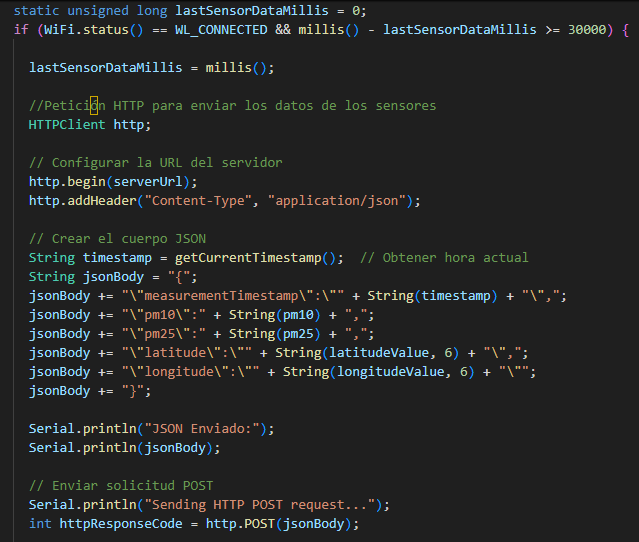 static unsigned long lastSensorDataMillis = 0;
if (WiFi.status() == WL_CONNECTED && millis() - lastSensorDataMillis >= 30000) {
lastSensorDataMillis = millis();
//Petición HTTP para enviar los datos de los sensores
HTTPClient http;
// Configurar la URL del servidor
http.begin(serverUrl);
http.addHeader("Content-Type", "application/json");
// Crear el cuerpo JSON
String timestamp = getCurrentTimestamp();  // Obtener hora actual
String jsonBody = "{";
jsonBody += "\"measurementTimestamp\":\"" + String(timestamp) + "\",";
jsonBody += "\"pm10\":" + String(pm10) + ",";
jsonBody += "\"pm25\":" + String(pm25) + ",";
jsonBody += "\"latitude\":\"" + String(latitudeValue, 6) + "\",";
jsonBody += "\"longitude\":\"" + String(longitudeValue, 6) + "\"";
jsonBody += "}";
Serial.println("JSON Enviado:");
Serial.println(jsonBody);
// Enviar solicitud POST
Serial.println("Sending HTTP POST request...");
int httpResponseCode = http.POST(jsonBody);